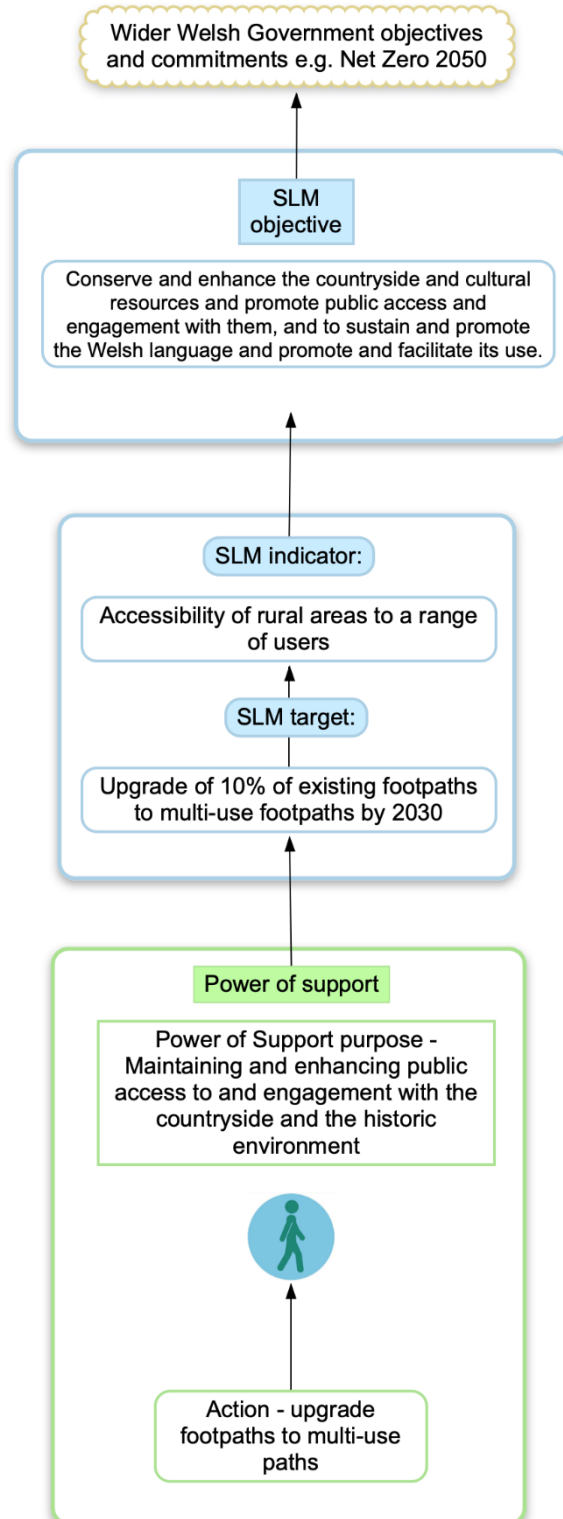 Wider Welsh Government objectives
and commitments e.g. Net Zero 2050
SLM
objective
Conserve and enhance the countryside and cultural
resources and promote public access and
engagement with them, and to sustain and promote
the Welsh language and promote and facilitate its use.
SLM indicator:
Accessibility of rural areas to a range
of users
SLM target:
Upgrade of 10% of existing footpaths
to multi-use footpaths by 2030
Power of support
Power of Support purpose -
Maintaining and enhancing public
access to and engagement with the
countryside and the historic
environment
Action - upgrade
footpaths to multi-use
paths